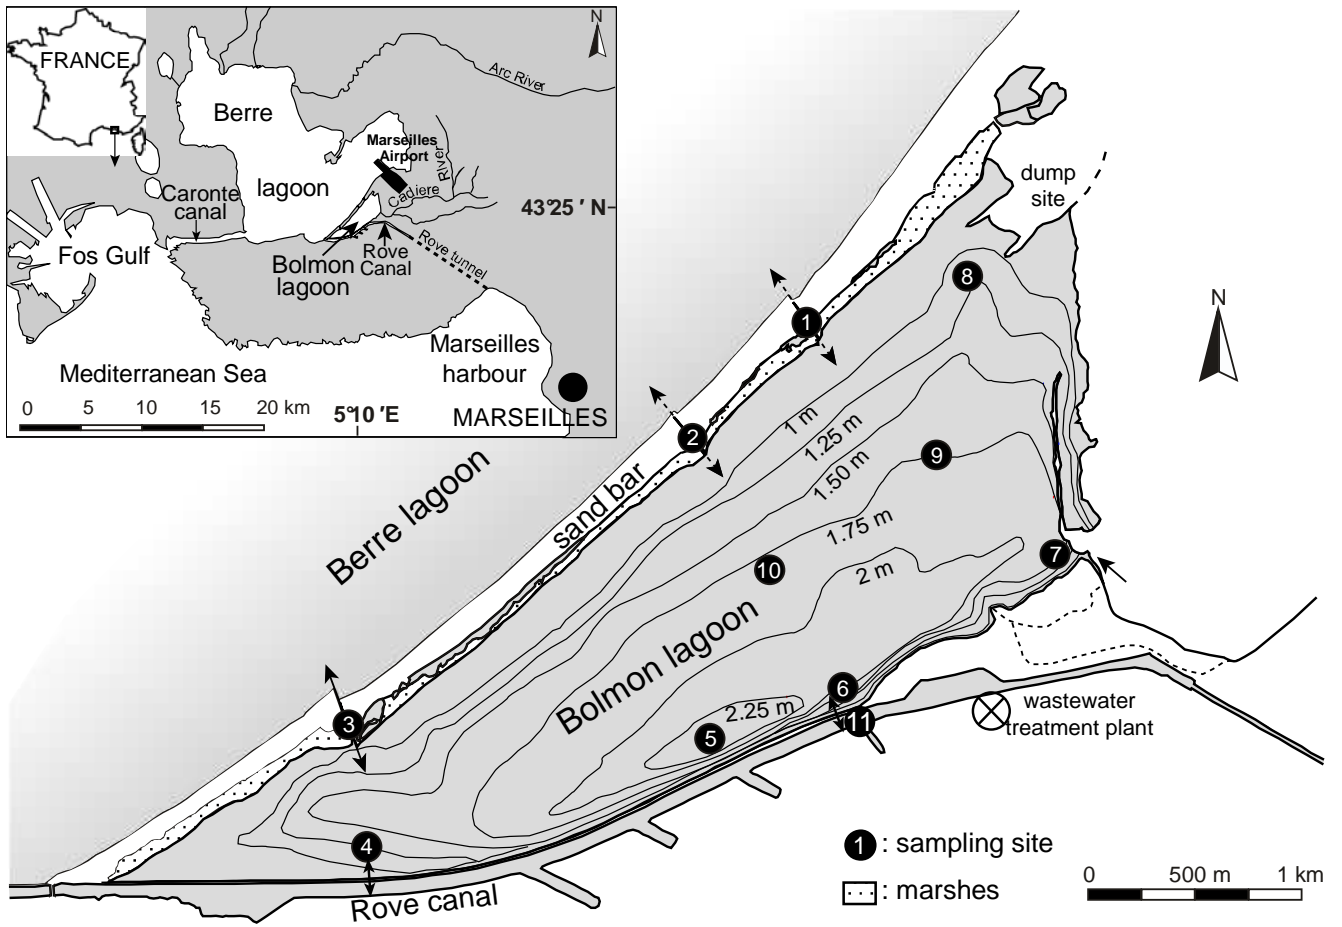 FRANCE
N
Arc River
Berre
lagoon
Marseilles
Airport
River
Cadiere
Caronte
canal
43°25 ' N
Fos Gulf
Bolmon
lagoon
Rove
Canal
Rove tunnel
Marseilles
harbour
Mediterranean Sea
0 5 10 15 20 km
5°10 'E
MARSEILLES
dump
site
N
8
1
2
1 m
1.25 m
1.50 m
9
sand bar
Berre lagoon
1.75 m
7
10
2 m
Bolmon lagoon
6
2.25 m
11
5
3
wastewater
treatment plant
4
Rove canal
1 : sampling site
: marshes
0 500 m 1 km